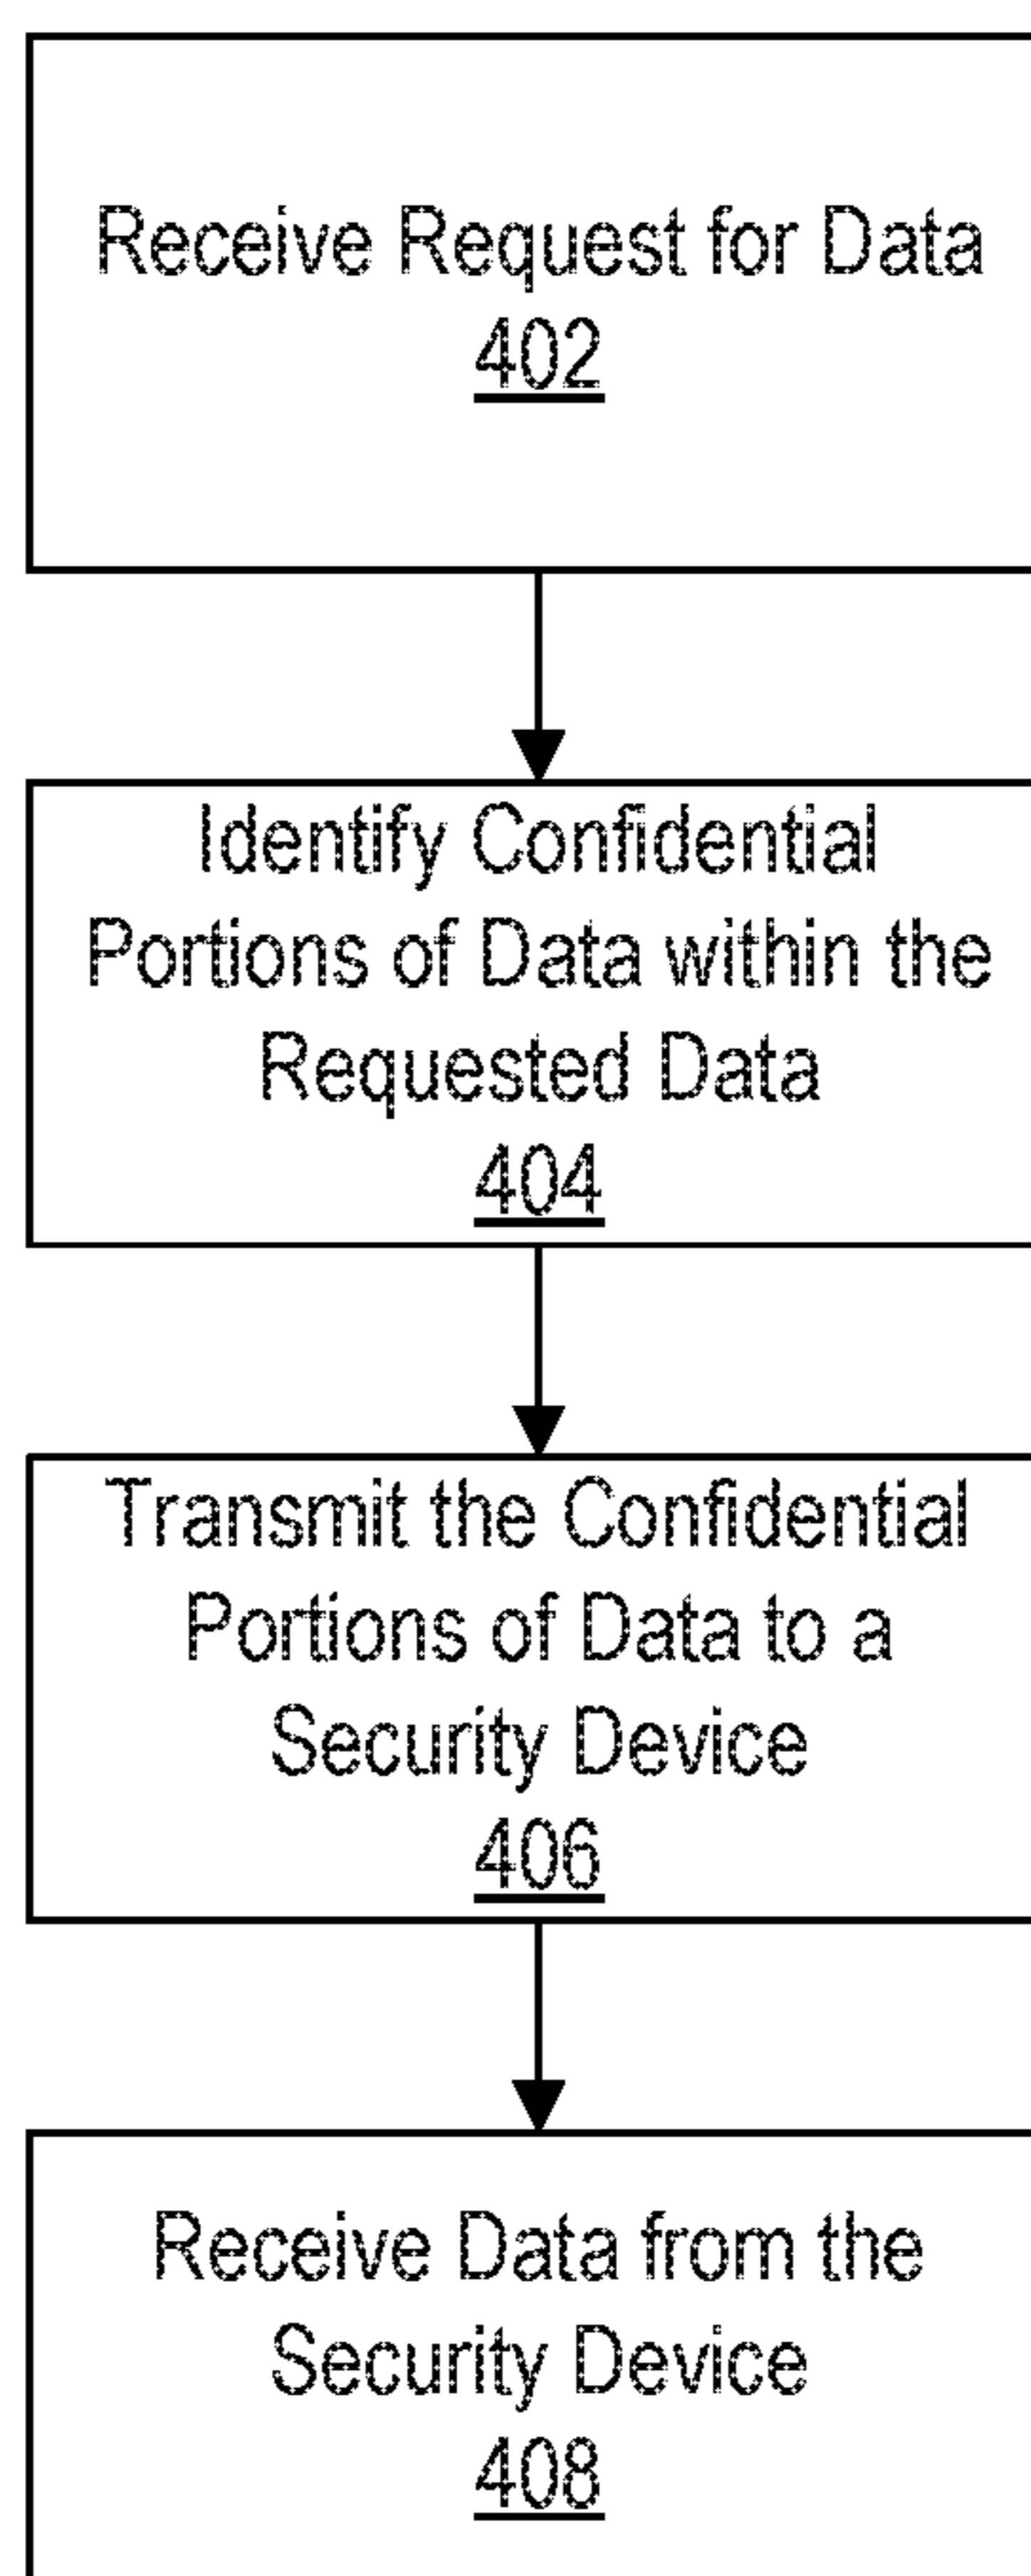 Receive Request for Data
402
Identify Confidential
Portions of Data within the
Requested Data
404
Transmit the Confidential
Portions of Data to a
Security Device
406
Receive Data from the
Security Device
408